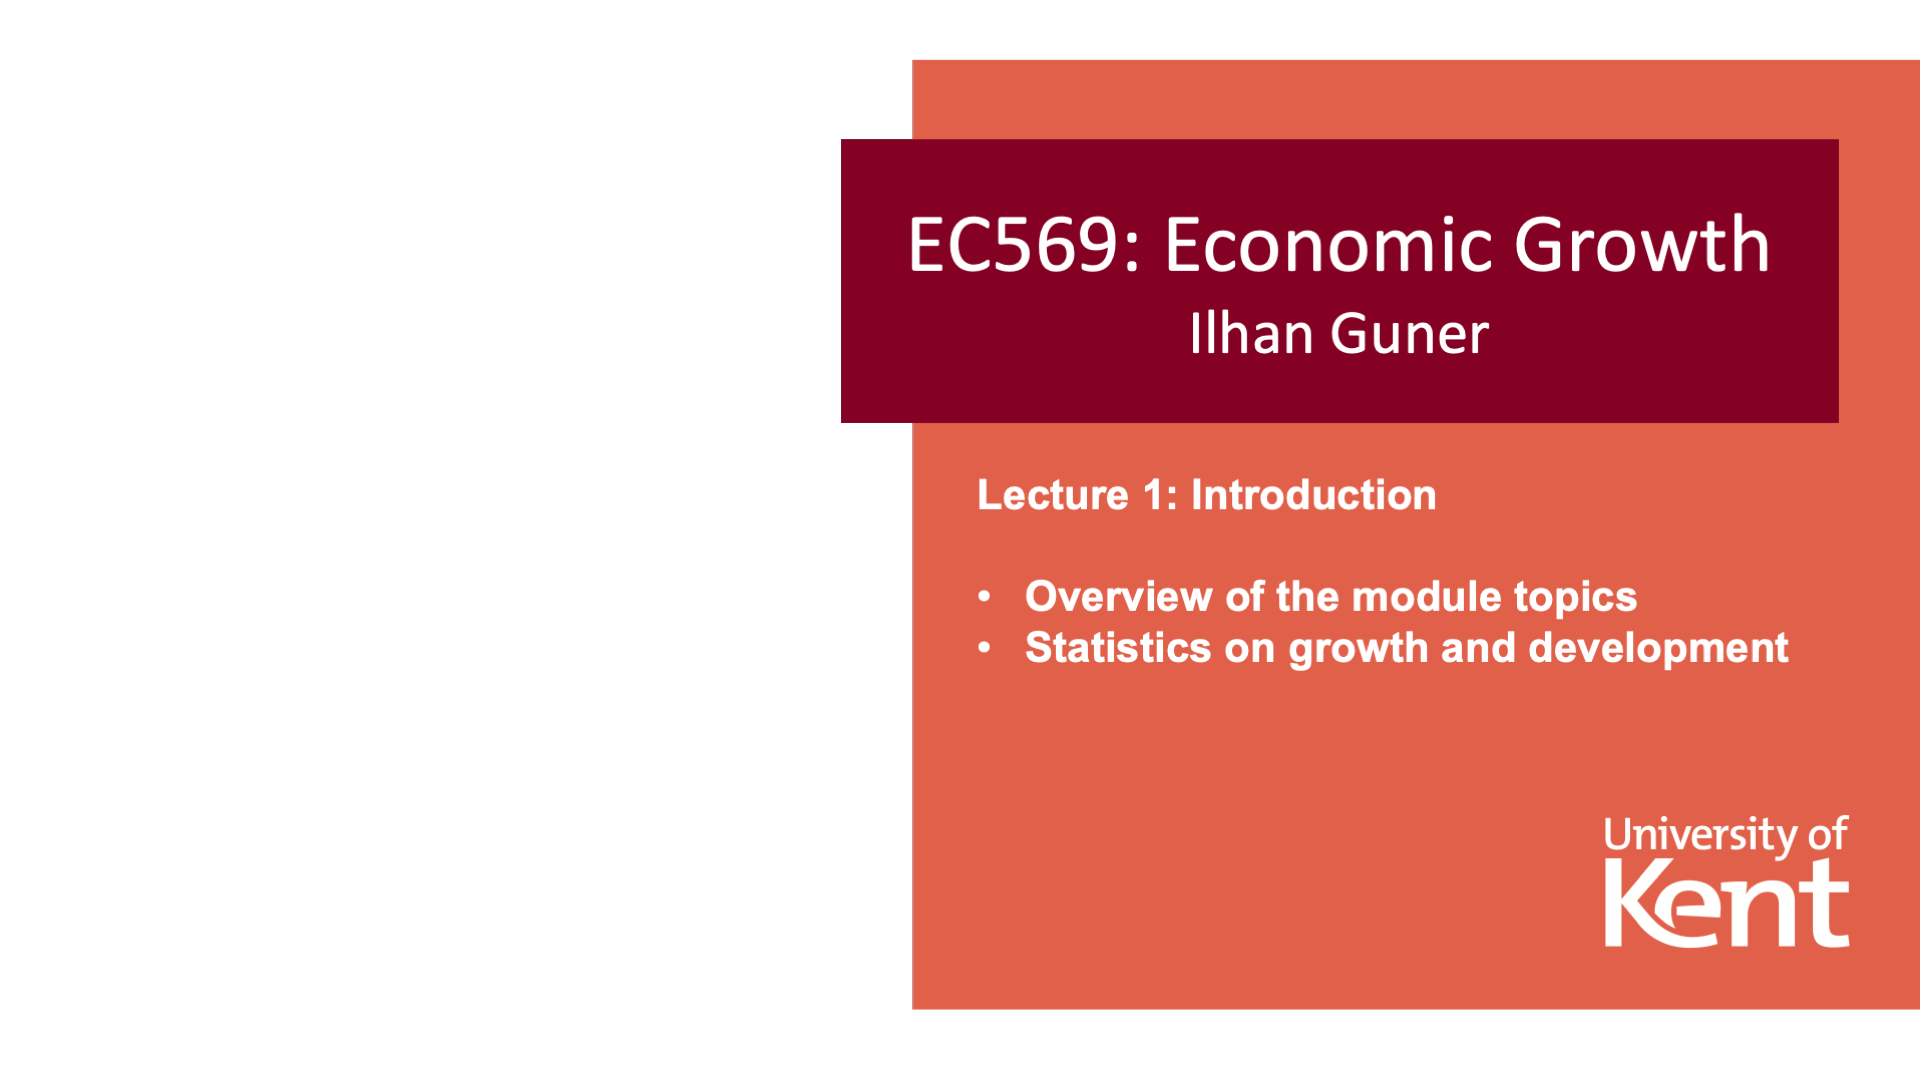 EC569: Economic Growth
Ilhan Guner
Lecture 1: Introduction
• Overview of the module topics
• Statistics on growth and development
University of
Kent